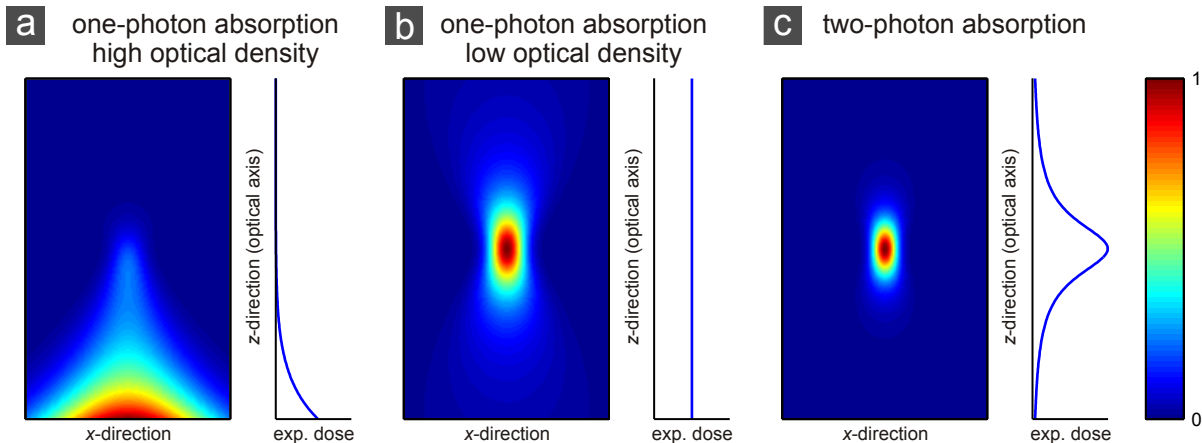 a
one-photon absorption
high optical density
b
one-photon absorption
low optical density
c
two-photon absorption
z-direction (optical axis)
z-direction (optical axis)
z-direction (optical axis)
1
0
x-direction
exp. dose
x-direction
exp. dose
x-direction
exp. dose